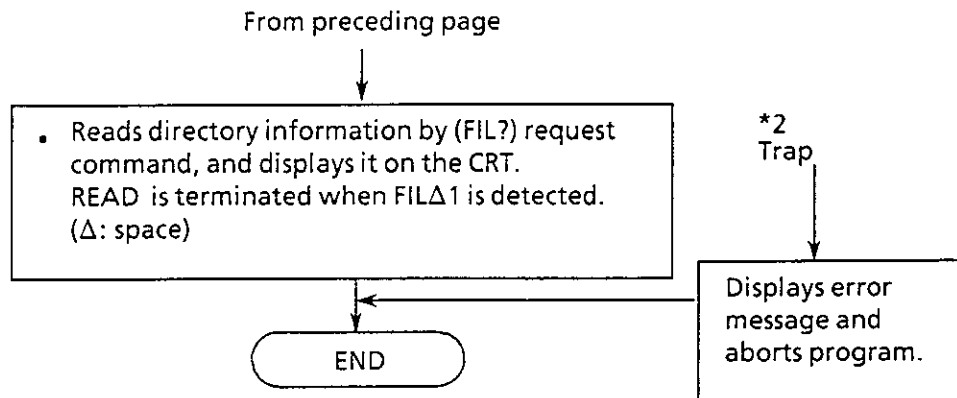 From preceding page
▪ Reads directory information by (FIL?) request
command, and displays it on the CRT.
READ is terminated when FILΔ1 is detected.
(Δ: space)
*2
Trap
Displays error
message and
aborts program.
END